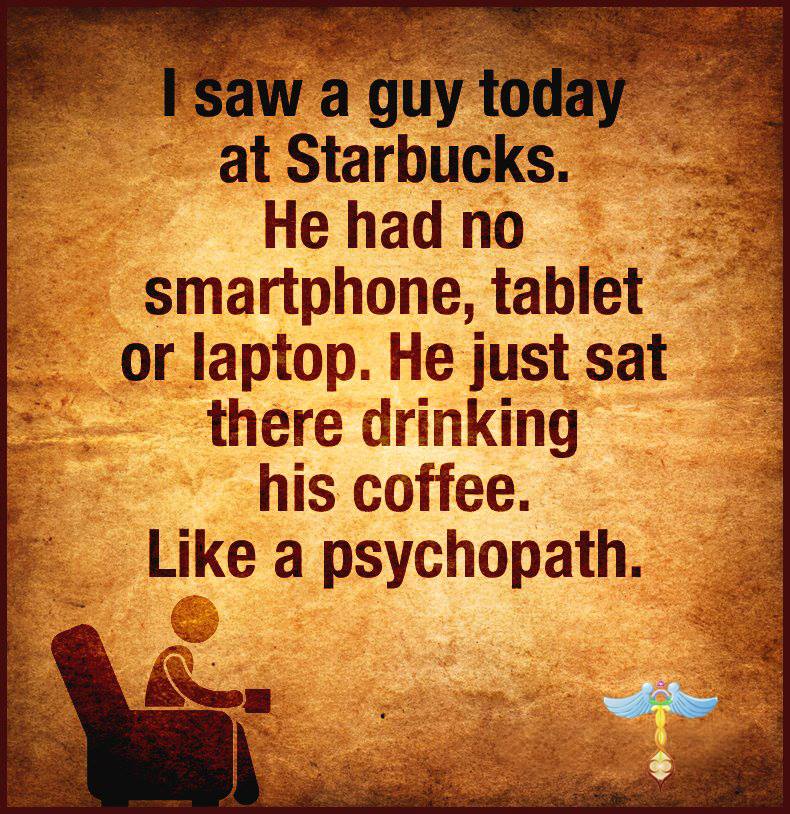 I saw a guy today
at Starbucks.
He had no
smartphone, tablet
or laptop. He just sat
there drinking
his coffee.
Like a psychopath.